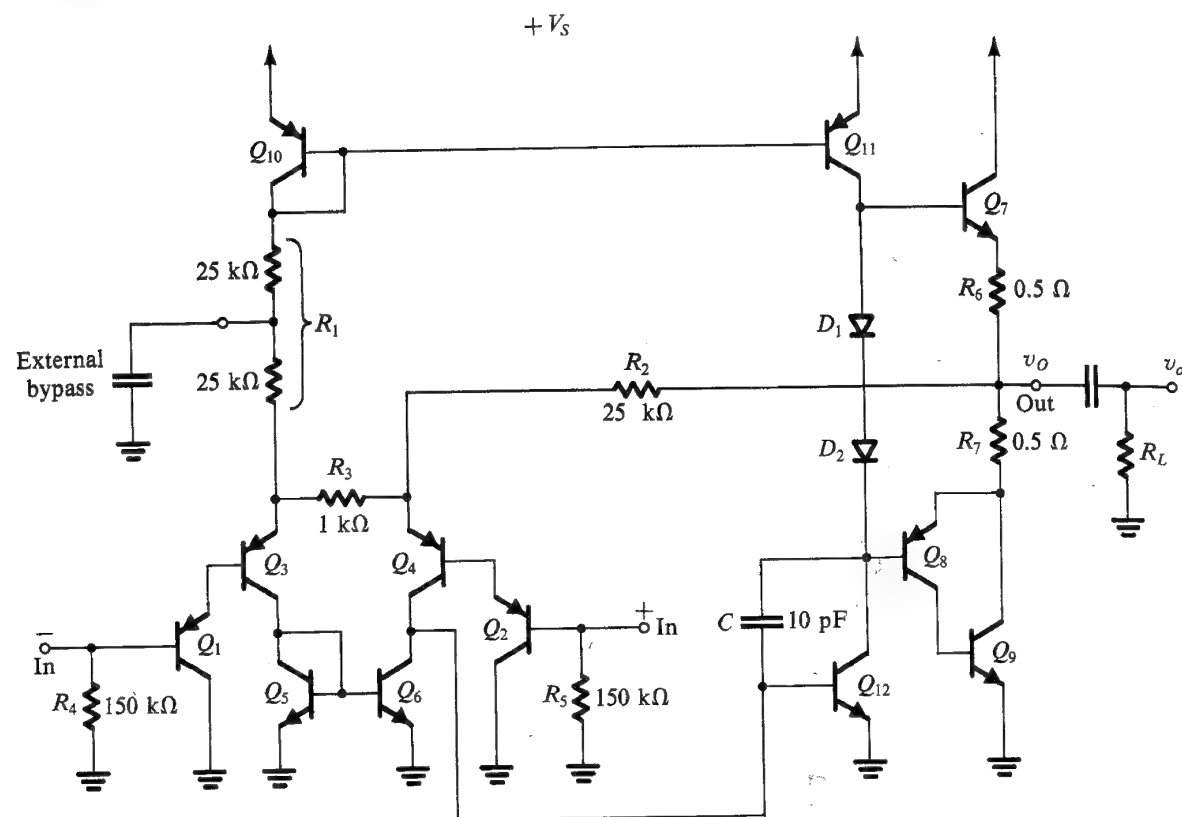 + V_S
Q_10
Q_11
Q_7
25 kΩ
R_1
R_6 0.5 Ω
D_1
External
bypass
25 kΩ
R_2
25 kΩ
v_O
Out
v_o
D_2
R_7 0.5 Ω
R_L
R_3
1 kΩ
Q_3
Q_4
Q_8
−
In
Q_1
Q_2
+
In
C 10 pF
Q_9
R_4 150 kΩ
Q_5
Q_6
R_5 150 kΩ
Q_12